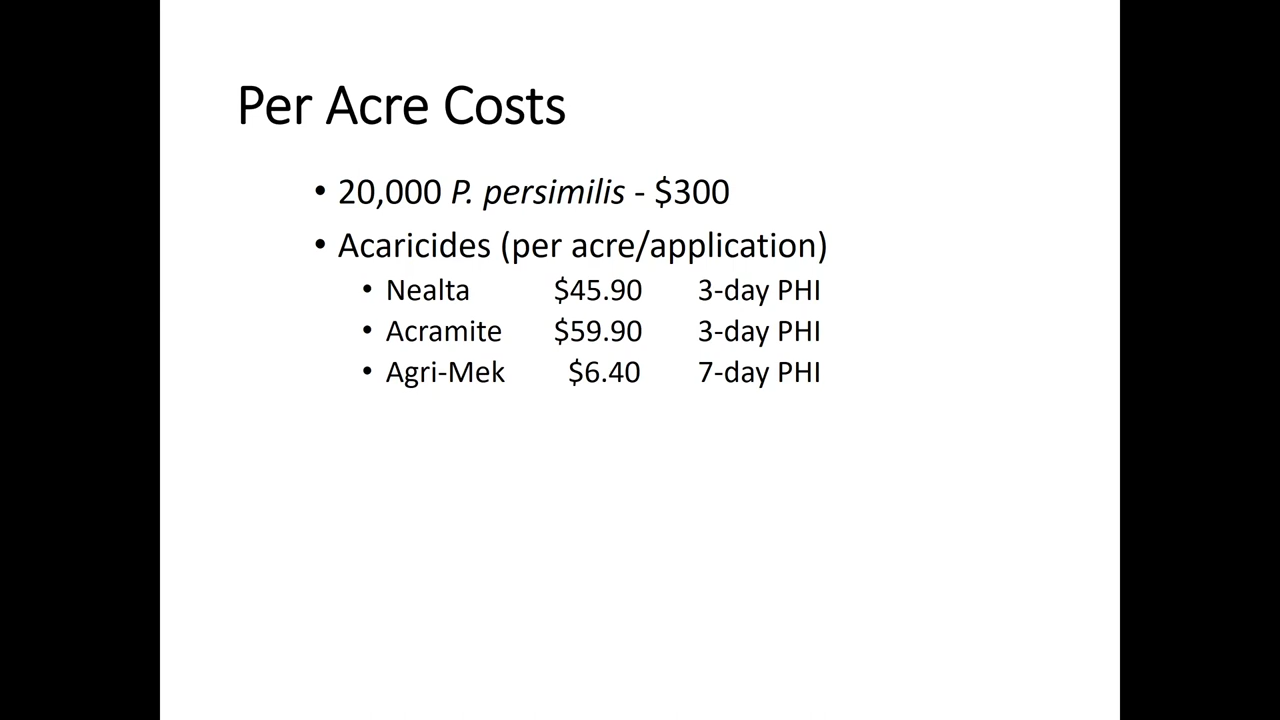 Per Acre Costs
• 20,000 P. persimilis - $300
• Acaricides (per acre/application)
• Nealta $45.90 3-day PHI
• Acramite $59.90 3-day PHI
• Agri-Mek $6.40 7-day PHI